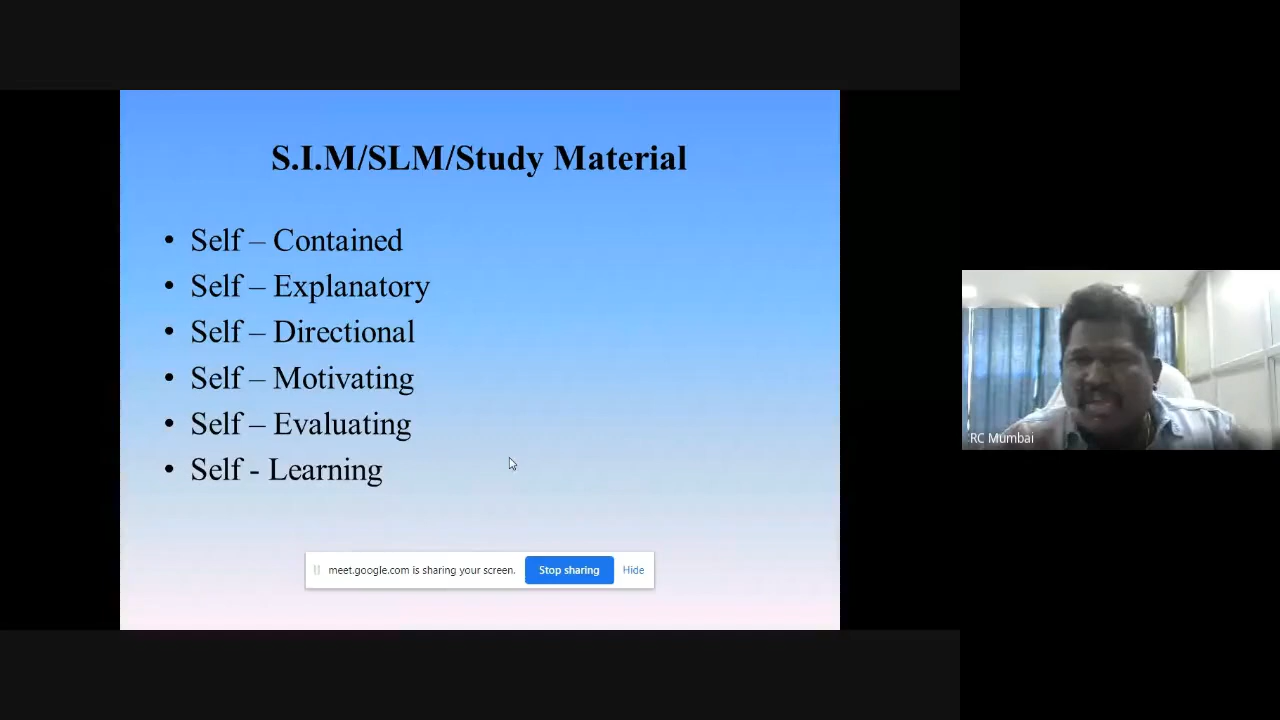 S.I.M/SLM/Study Material
• Self – Contained
• Self – Explanatory
• Self – Directional
• Self – Motivating
• Self – Evaluating
• Self - Learning
meet.google.com is sharing your screen. Stop sharing Hide
RC Mumbai